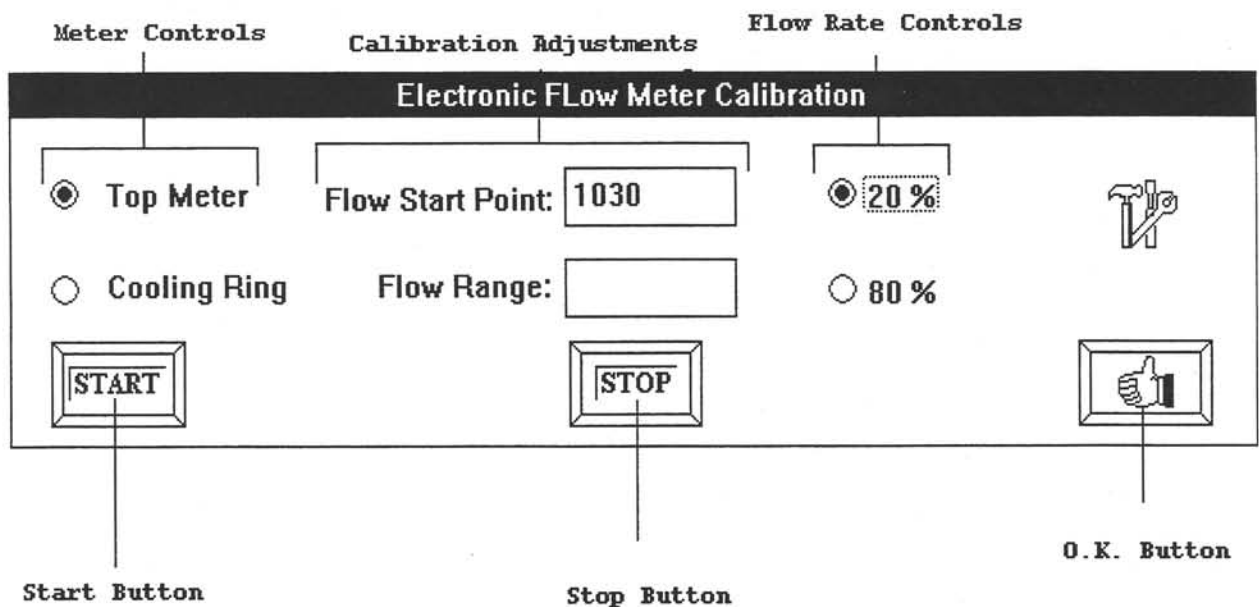 Meter Controls
Calibration Adjustments
Flow Rate Controls
Electronic FLow Meter Calibration
Top Meter
Flow Start Point: 1030
20 %
Cooling Ring
Flow Range:
80 %
START
STOP
O.K. Button
Start Button
Stop Button